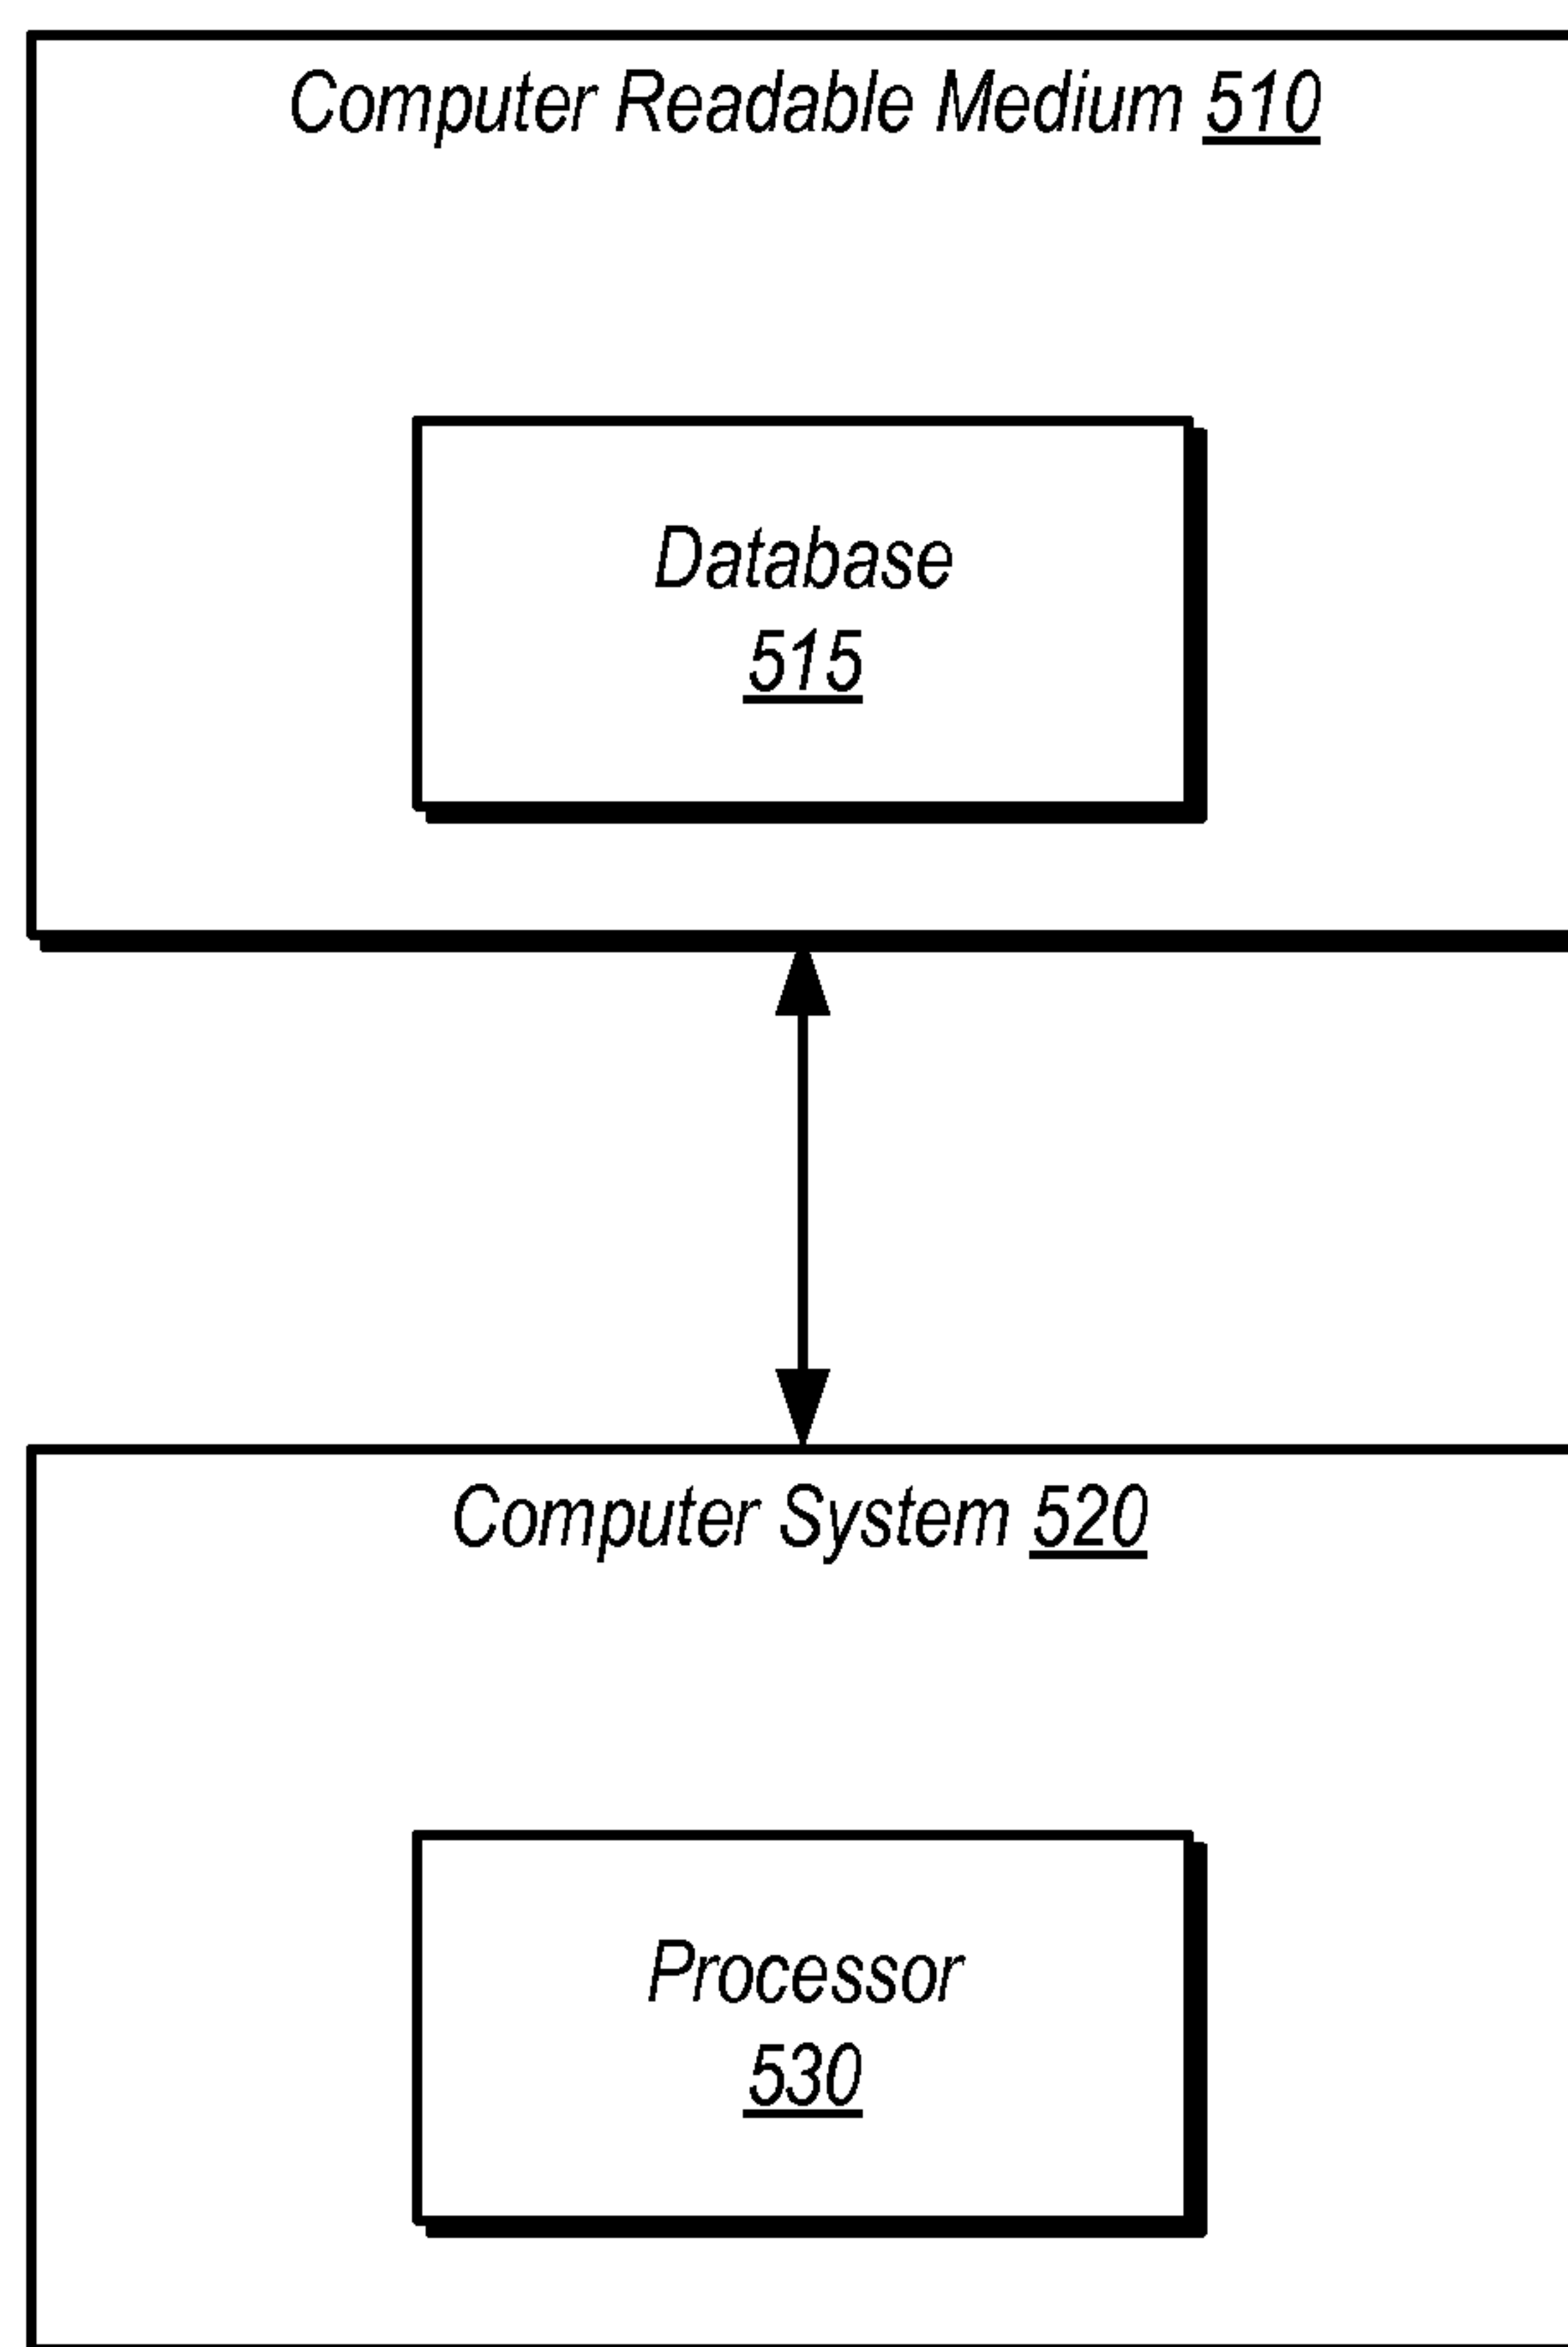 Computer Readable Medium 510
Database
515
Computer System 520
Processor
530